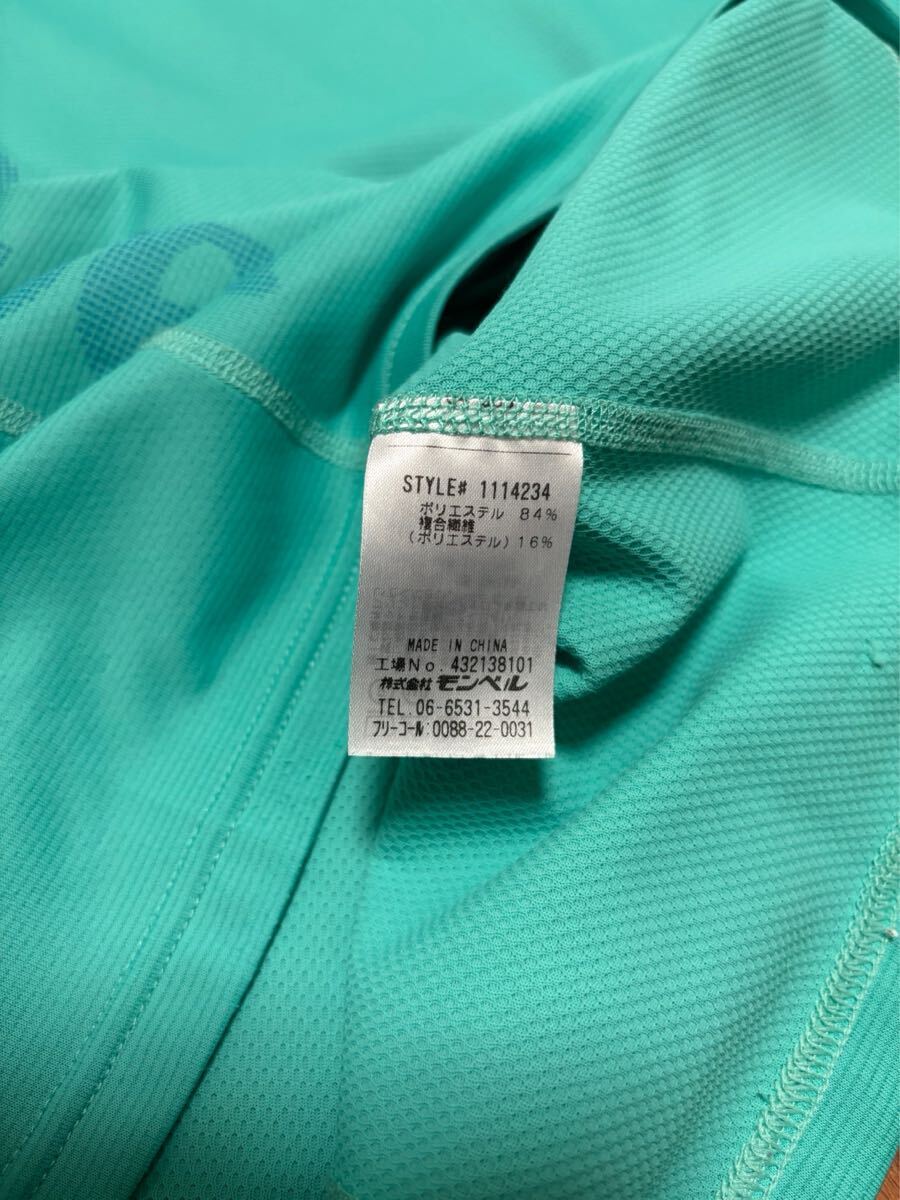 STYLE# 1114234
ポリエステル 84%
複合繊維
(ポリエステル)16%
MADE IN CHINA
工場No.432138101
株式会社 モンベル
TEL.06-6531-3544
フリーコール:0088-22-0031